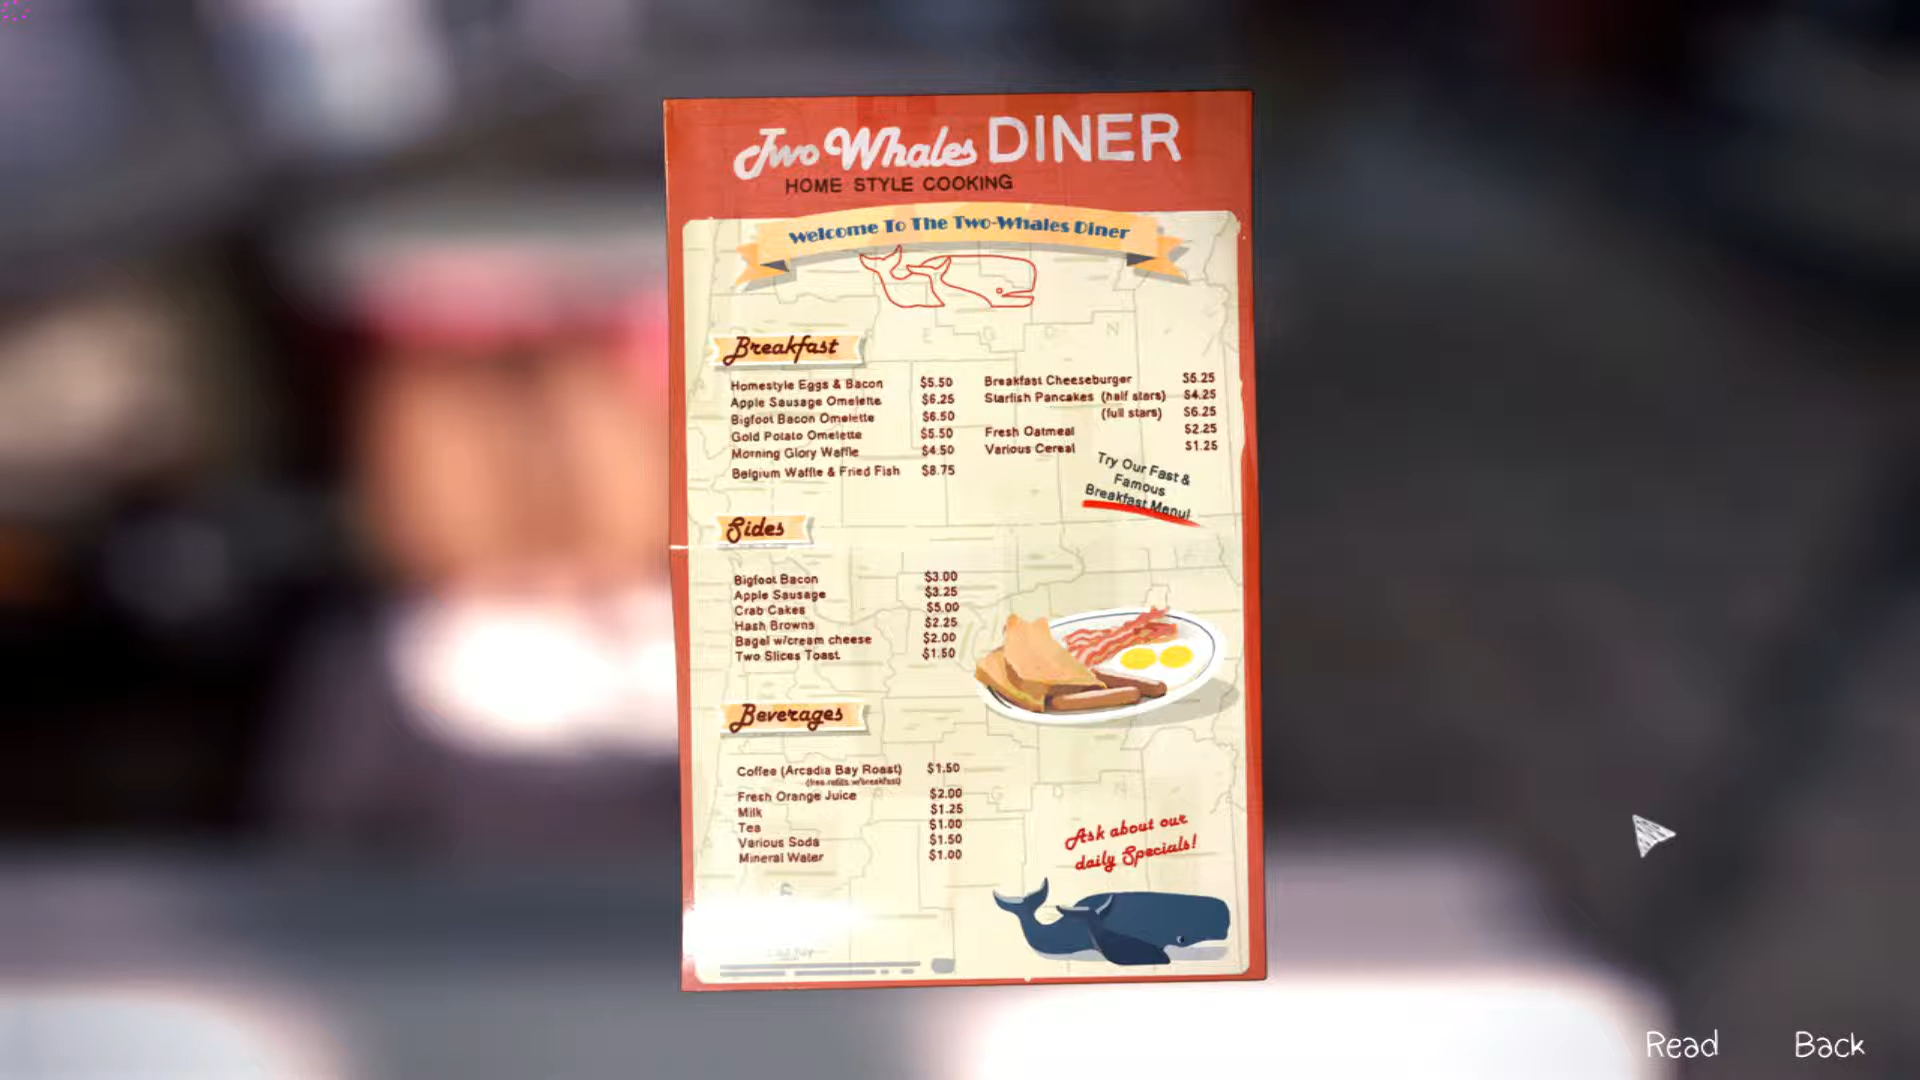 Two Whales DINER
HOME STYLE COOKING
Welcome To The Two-Whales Diner
Breakfast
Homestyle Eggs & Bacon $5.50
Apple Sausage Omelette $6.25
Bigfoot Bacon Omelette $6.50
Gold Potato Omelette $5.50
Morning Glory Waffle $4.50
Belgium Waffle & Fried Fish $8.75
Breakfast Cheeseburger $5.25
Starfish Pancakes (half stars) $4.25
(full stars) $6.25
Fresh Oatmeal $2.25
Various Cereal $1.25
Try Our Fast &
Famous
Breakfast Menu!
Sides
Bigfoot Bacon $3.00
Apple Sausage $3.25
Crab Cakes $5.00
Hash Browns $2.25
Bagel w/cream cheese $2.00
Two Slices Toast $1.50
Beverages
Coffee (Arcadia Bay Roast) $1.50
(free refills w/breakfast)
Fresh Orange Juice $2.00
Milk $1.25
Tea $1.00
Various Soda $1.50
Mineral Water $1.00
Ask about our
daily Specials!
Read Back